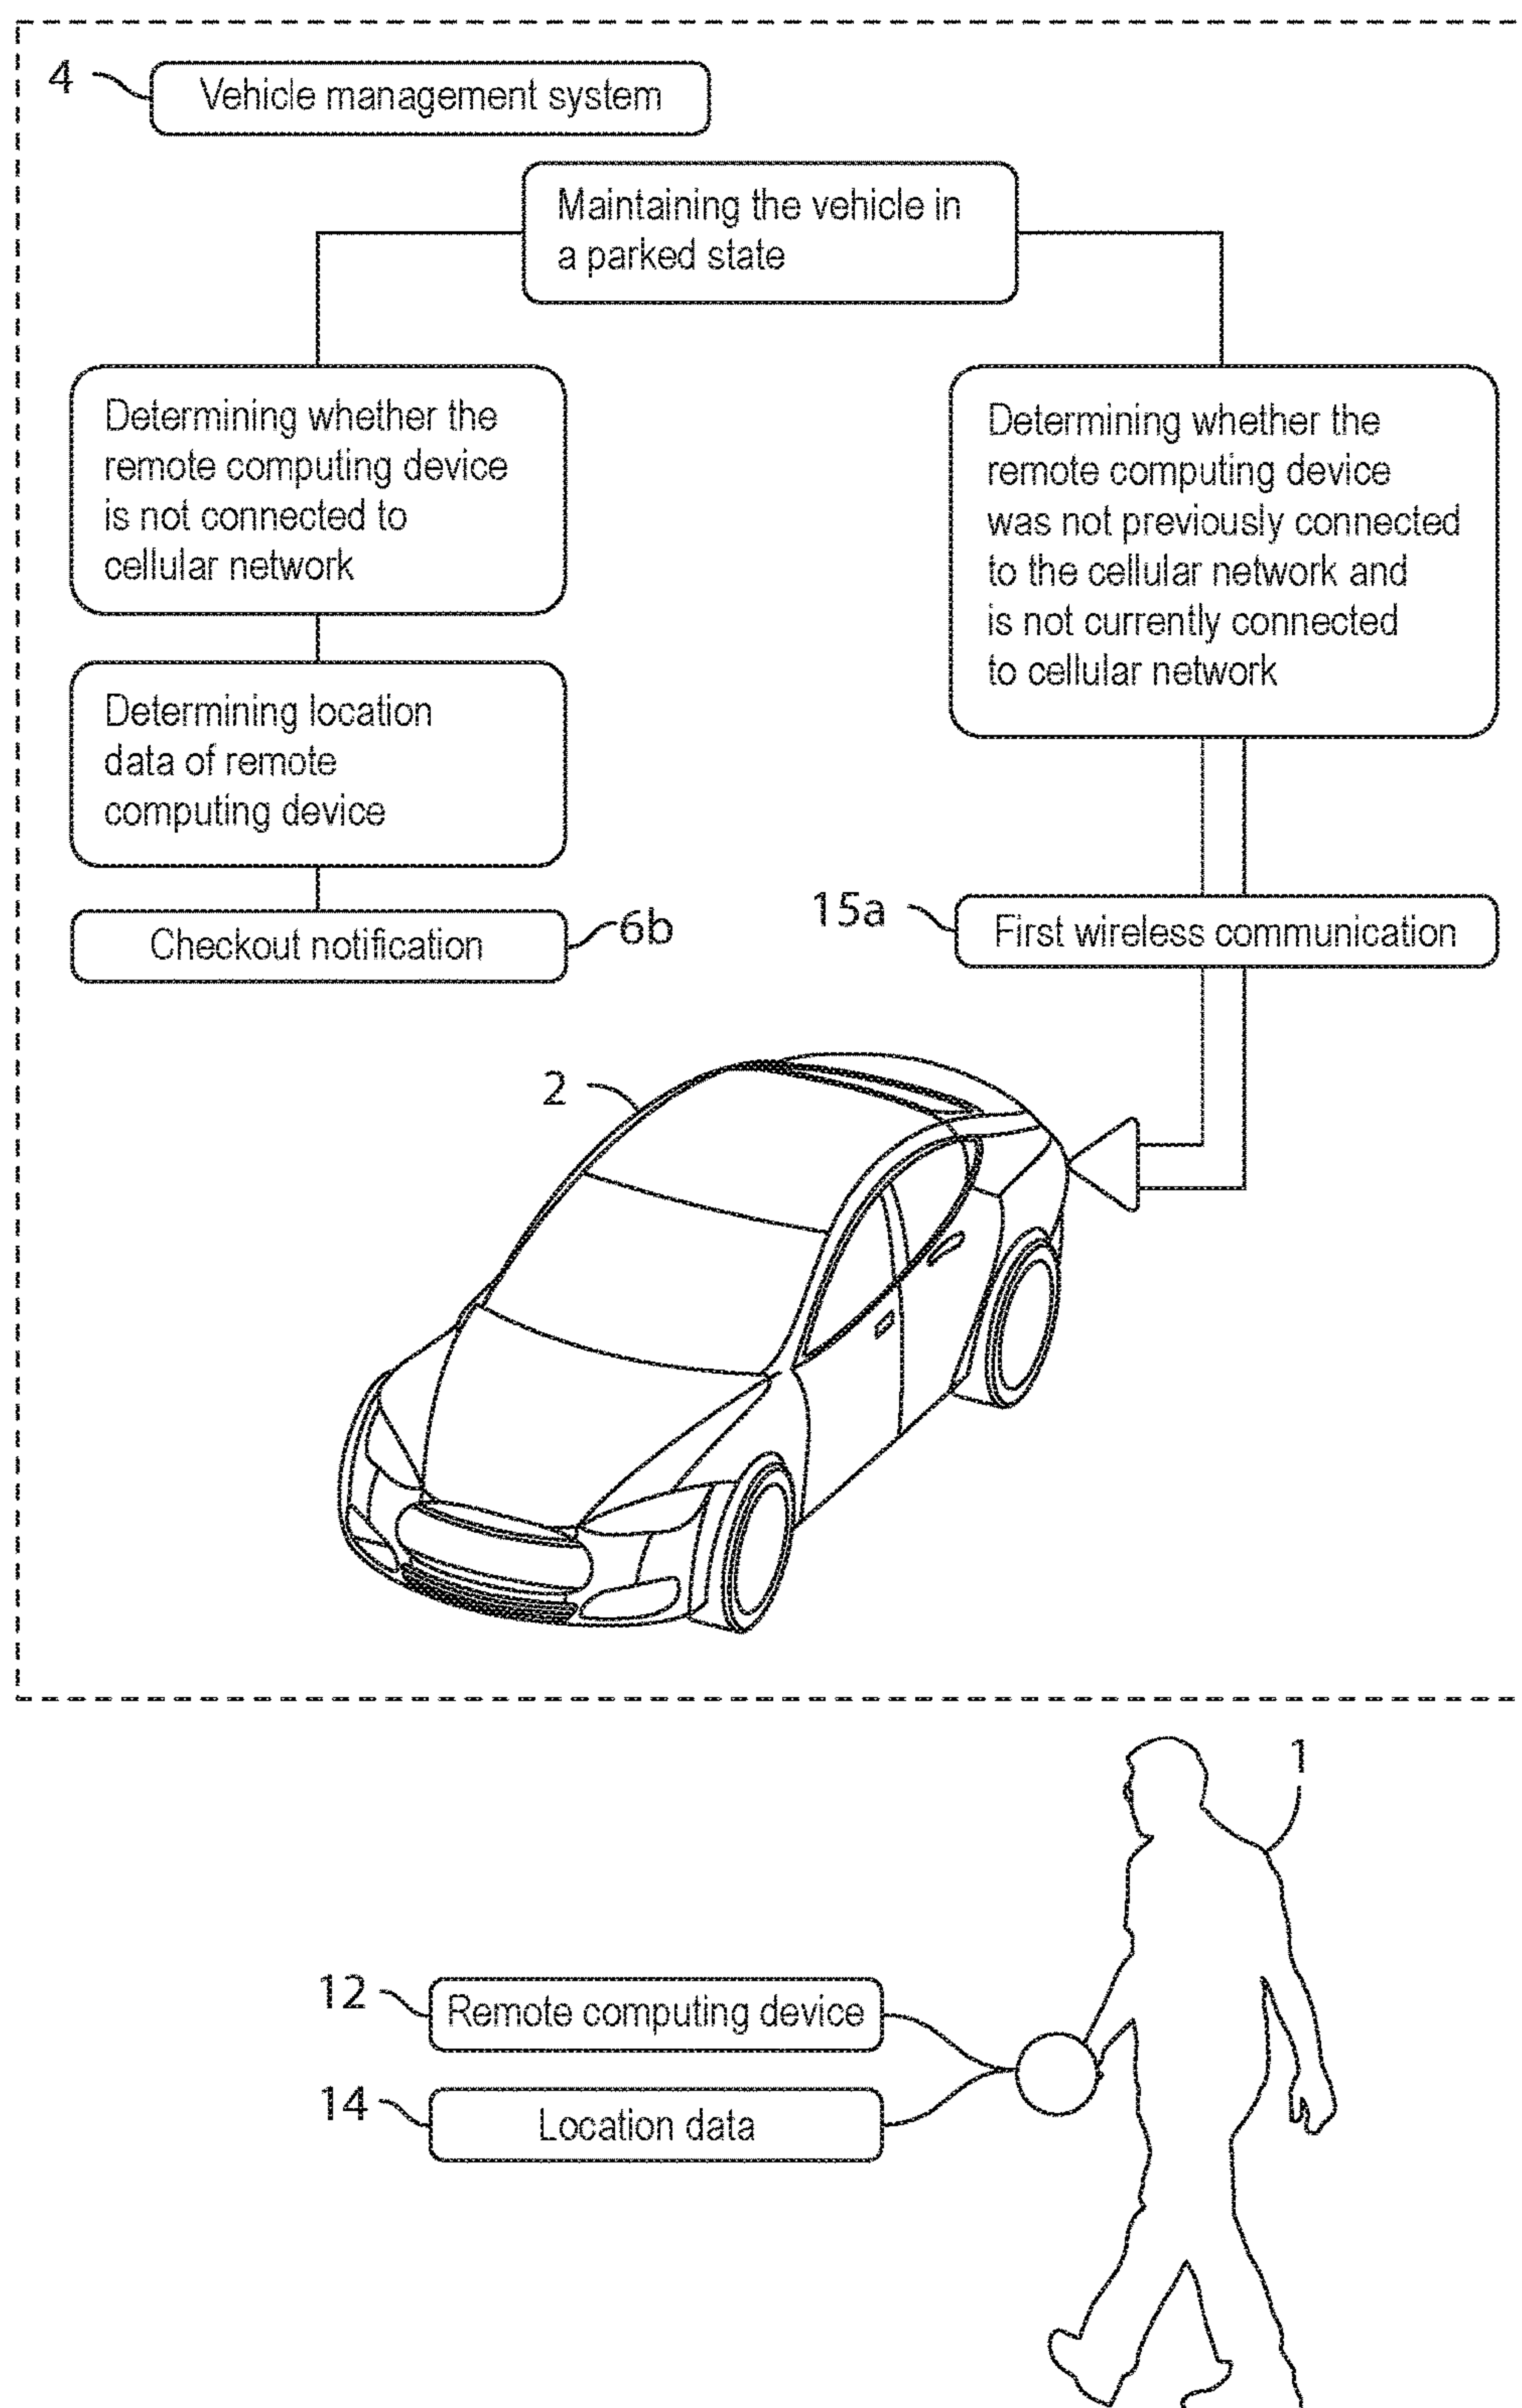 4
Vehicle management system
Maintaining the vehicle in
a parked state
Determining whether the
remote computing device
is not connected to
cellular network
Determining whether the
remote computing device
was not previously connected
to the cellular network and
is not currently connected
to cellular network
Determining location
data of remote
computing device
Checkout notification
6b
15a
First wireless communication
2
1
12
Remote computing device
14
Location data